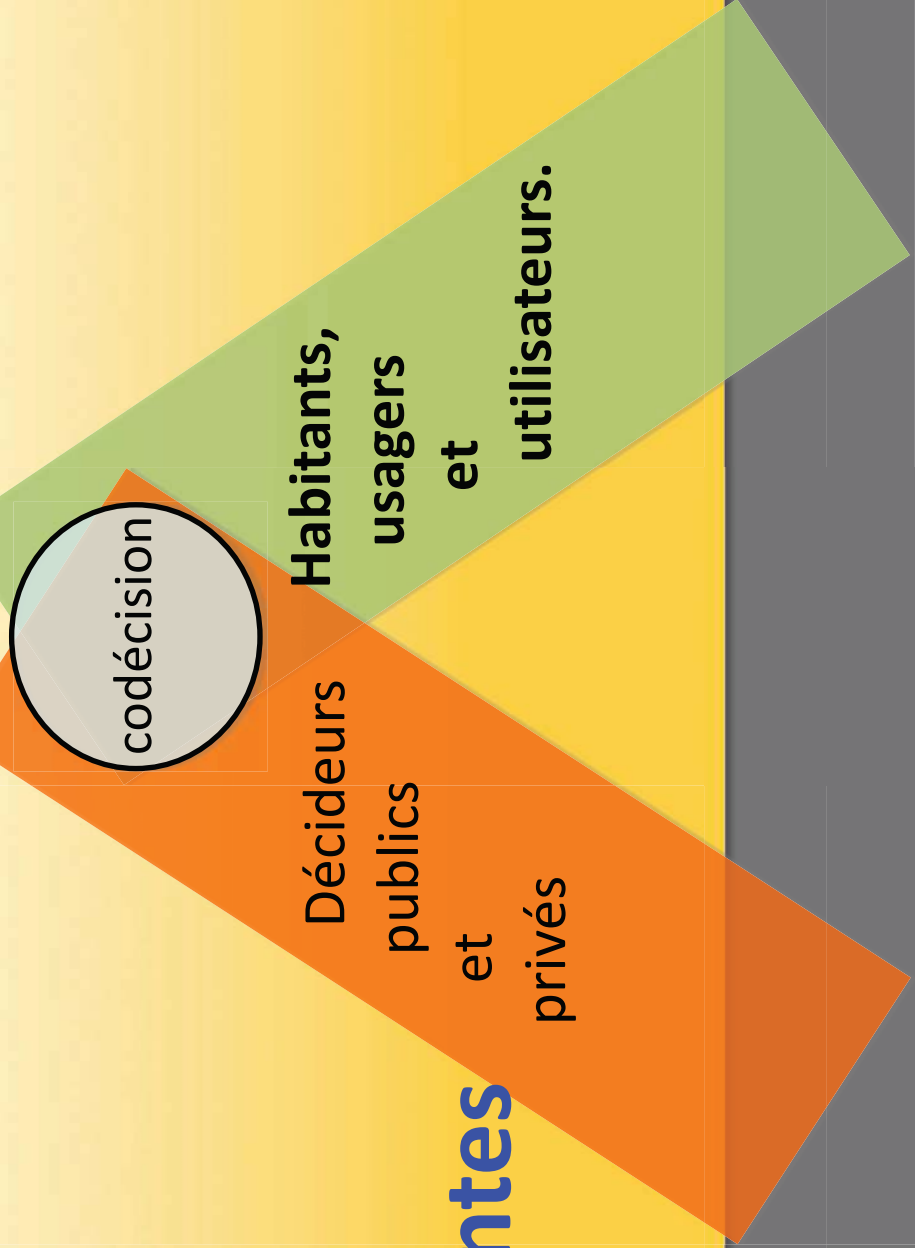 codécision
Habitants,
usagers
et
utilisateurs.
Décideurs
publics
et
privés
ntes